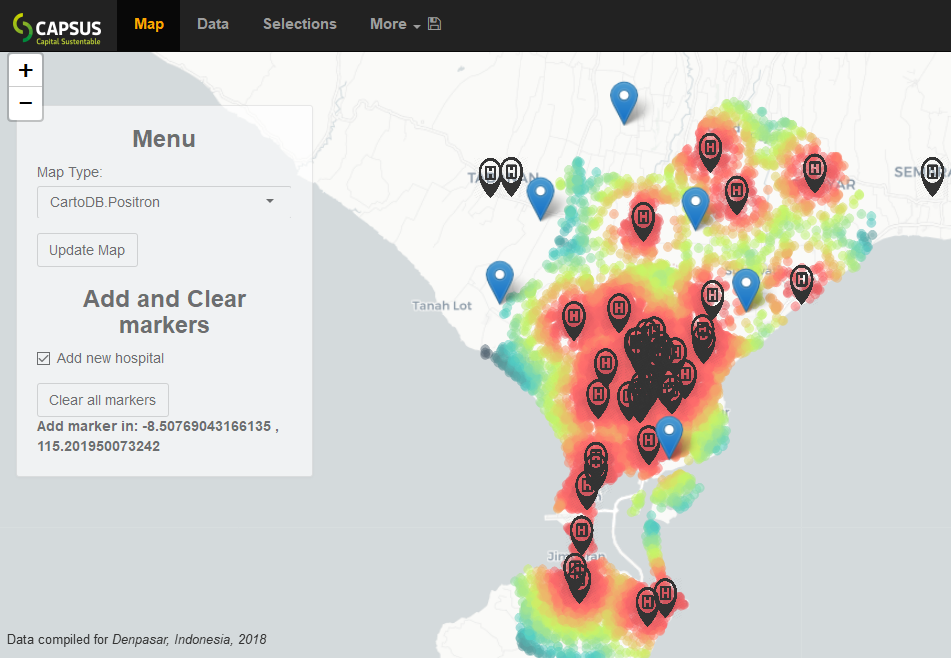 CAPSUS
Capital Sustentable
Map
Data
Selections
More
+
−
Menu
Map Type:
CartoDB.Positron
Update Map
Add and Clear
markers
Add new hospital
Clear all markers
Add marker in: -8.50769043166135 ,
115.201950073242
Tanah Lot
Data compiled for Denpasar, Indonesia, 2018